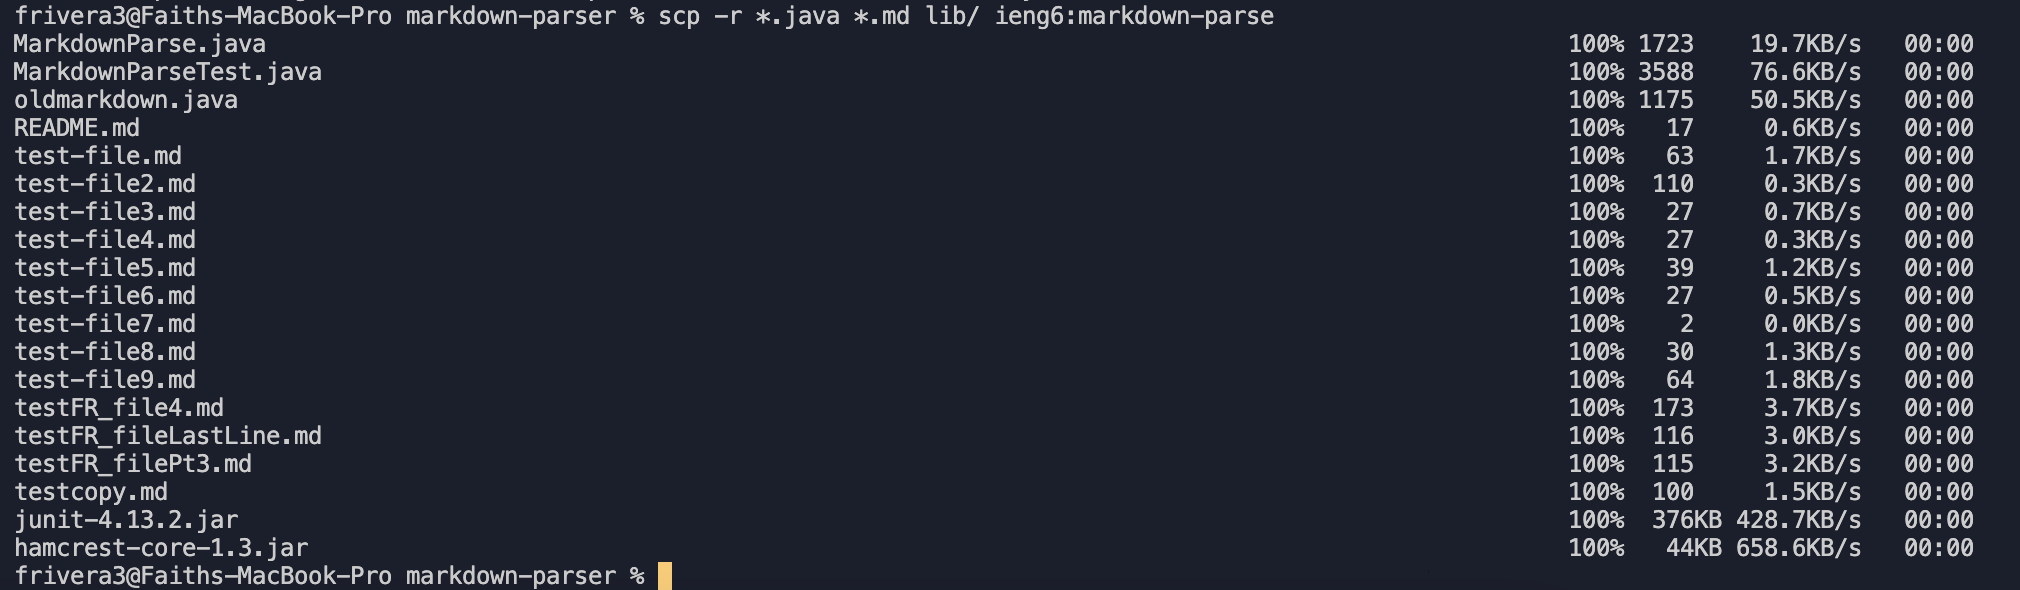 frivera3@Faiths-MacBook-Pro markdown-parser % scp -r *.java *.md lib/ ieng6:markdown-parse
MarkdownParse.java 100% 1723 19.7KB/s 00:00
MarkdownParseTest.java 100% 3588 76.6KB/s 00:00
oldmarkdown.java 100% 1175 50.5KB/s 00:00
README.md 100% 17 0.6KB/s 00:00
test-file.md 100% 63 1.7KB/s 00:00
test-file2.md 100% 110 0.3KB/s 00:00
test-file3.md 100% 27 0.7KB/s 00:00
test-file4.md 100% 27 0.3KB/s 00:00
test-file5.md 100% 39 1.2KB/s 00:00
test-file6.md 100% 27 0.5KB/s 00:00
test-file7.md 100% 2 0.0KB/s 00:00
test-file8.md 100% 30 1.3KB/s 00:00
test-file9.md 100% 64 1.8KB/s 00:00
testFR_file4.md 100% 173 3.7KB/s 00:00
testFR_fileLastLine.md 100% 116 3.0KB/s 00:00
testFR_filePt3.md 100% 115 3.2KB/s 00:00
testcopy.md 100% 100 1.5KB/s 00:00
junit-4.13.2.jar 100% 376KB 428.7KB/s 00:00
hamcrest-core-1.3.jar 100% 44KB 658.6KB/s 00:00
frivera3@Faiths-MacBook-Pro markdown-parser %